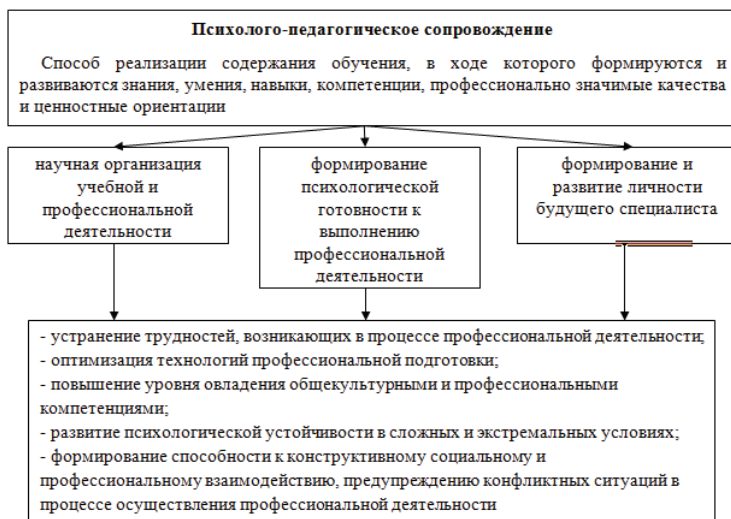 Психолого-педагогическое сопровождение
Способ реализации содержания обучения, в ходе которого формируются и
развиваются знания, умения, навыки, компетенции, профессионально значимые качества
и ценностные ориентации
научная организация
учебной и
профессиональной
деятельности
формирование
психологической
готовности к
выполнению
профессиональной
деятельности
формирование и
развитие личности
будущего специалиста
- устранение трудностей, возникающих в процессе профессиональной деятельности;
- оптимизация технологий профессиональной подготовки;
- повышение уровня овладения общекультурными и профессиональными
компетенциями;
- развитие психологической устойчивости в сложных и экстремальных условиях;
- формирование способности к конструктивному социальному и
профессиональному взаимодействию, предупреждению конфликтных ситуаций в
процессе осуществления профессиональной деятельности